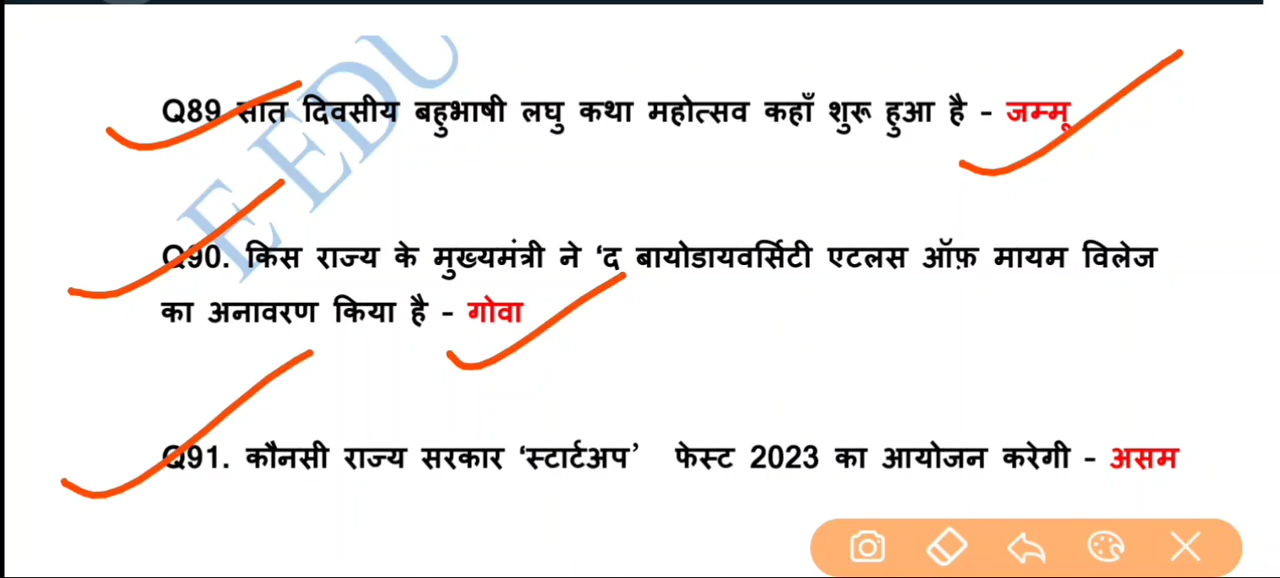 E EDU
Q89 सात दिवसीय बहुभाषी लघु कथा महोत्सव कहाँ शुरू हुआ है - जम्मू
Q90. किस राज्य के मुख्यमंत्री ने ‘द बायोडायवर्सिटी एटलस ऑफ़ मायम विलेज
का अनावरण किया है - गोवा
Q91. कौनसी राज्य सरकार ‘स्टार्टअप’ फेस्ट 2023 का आयोजन करेगी - असम